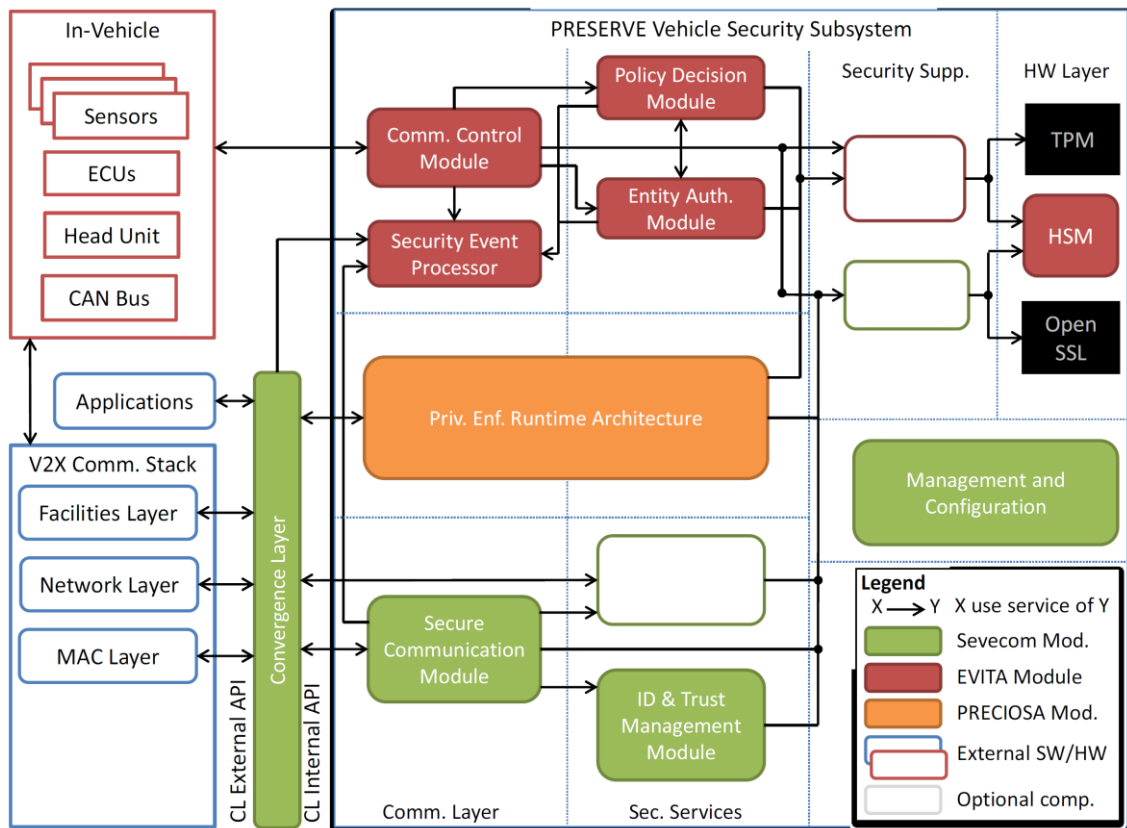 In-Vehicle
Sensors
ECUs
Head Unit
CAN Bus
Applications
V2X Comm. Stack
Facilities Layer
Network Layer
MAC Layer
CL External API
Convergence Layer
CL Internal API
PRESERVE Vehicle Security Subsystem
Comm. Control
Module
Security Event
Processor
Policy Decision
Module
Entity Auth.
Module
Security Supp.
HW Layer
TPM
HSM
Open
SSL
Priv. Enf. Runtime Architecture
Management and
Configuration
Secure
Communication
Module
ID & Trust
Management
Module
Comm. Layer
Sec. Services
Legend
X Y X use service of Y
Sevecom Mod.
EVITA Module
PRECIOSA Mod.
External SW/HW
Optional comp.